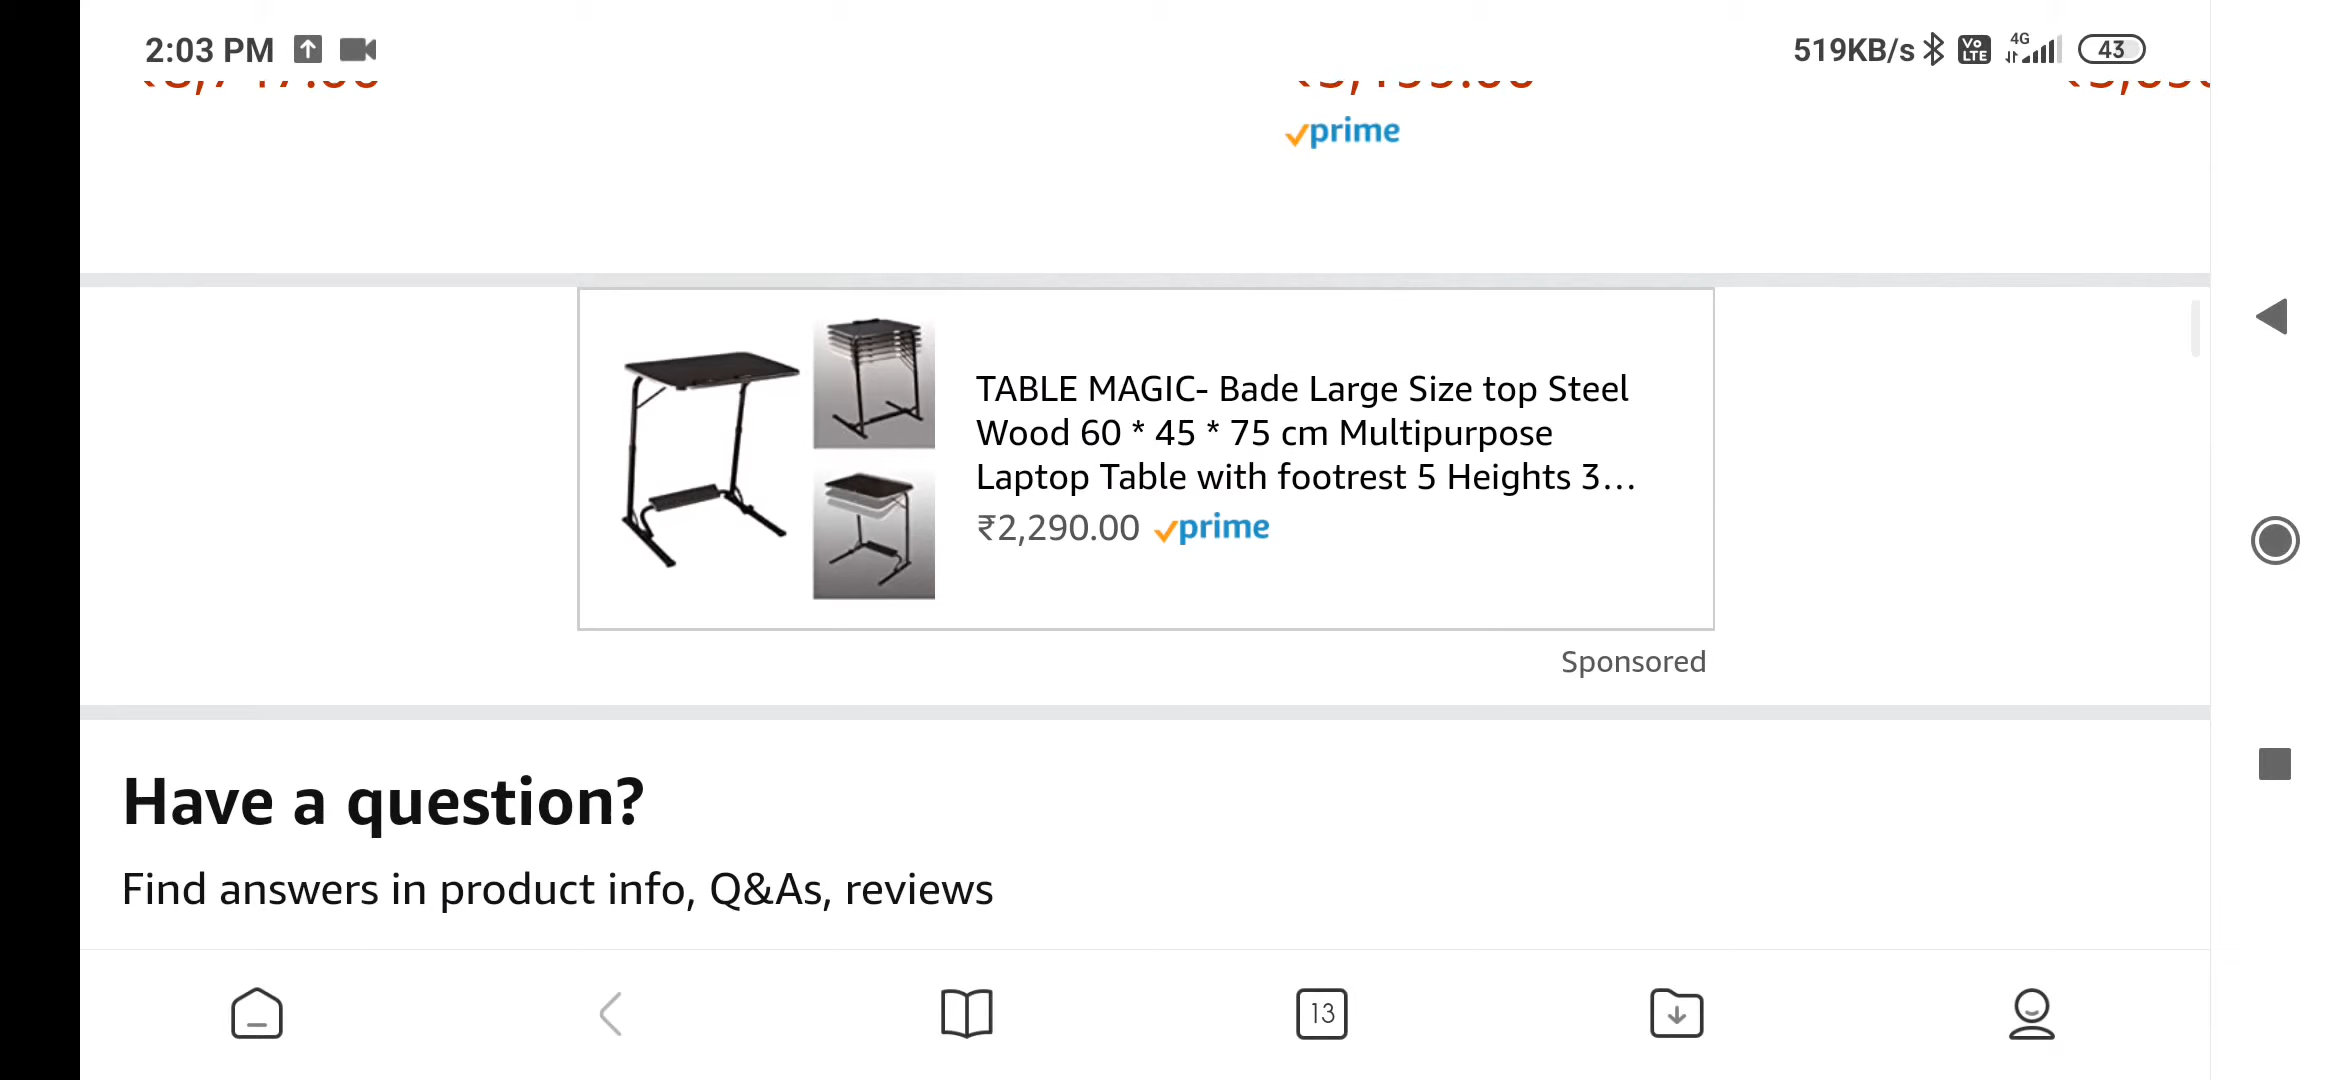 2:03 PM 519KB/s Vo LTE 4G 43
prime
TABLE MAGIC- Bade Large Size top Steel
Wood 60 * 45 * 75 cm Multipurpose
Laptop Table with footrest 5 Heights 3...
₹2,290.00 prime
Sponsored
Have a question?
Find answers in product info, Q&As, reviews
13